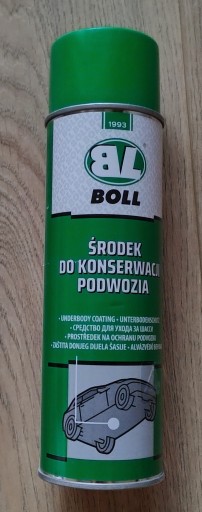 1993
BL
BOLL
ŚRODEK
DO KONSERWACJI
PODWOZIA
• UNDERBODY COATING • UNTERBODENSCHUTZ
• СРЕДСТВО ДЛЯ УХОДА ЗА ШАССИ
• PROSTŘEDEK NA OCHRANU PODVOZKU
• ZAŠTITA DONJEG DIJELA ŠASIJE • ALVÁZVÉDŐ